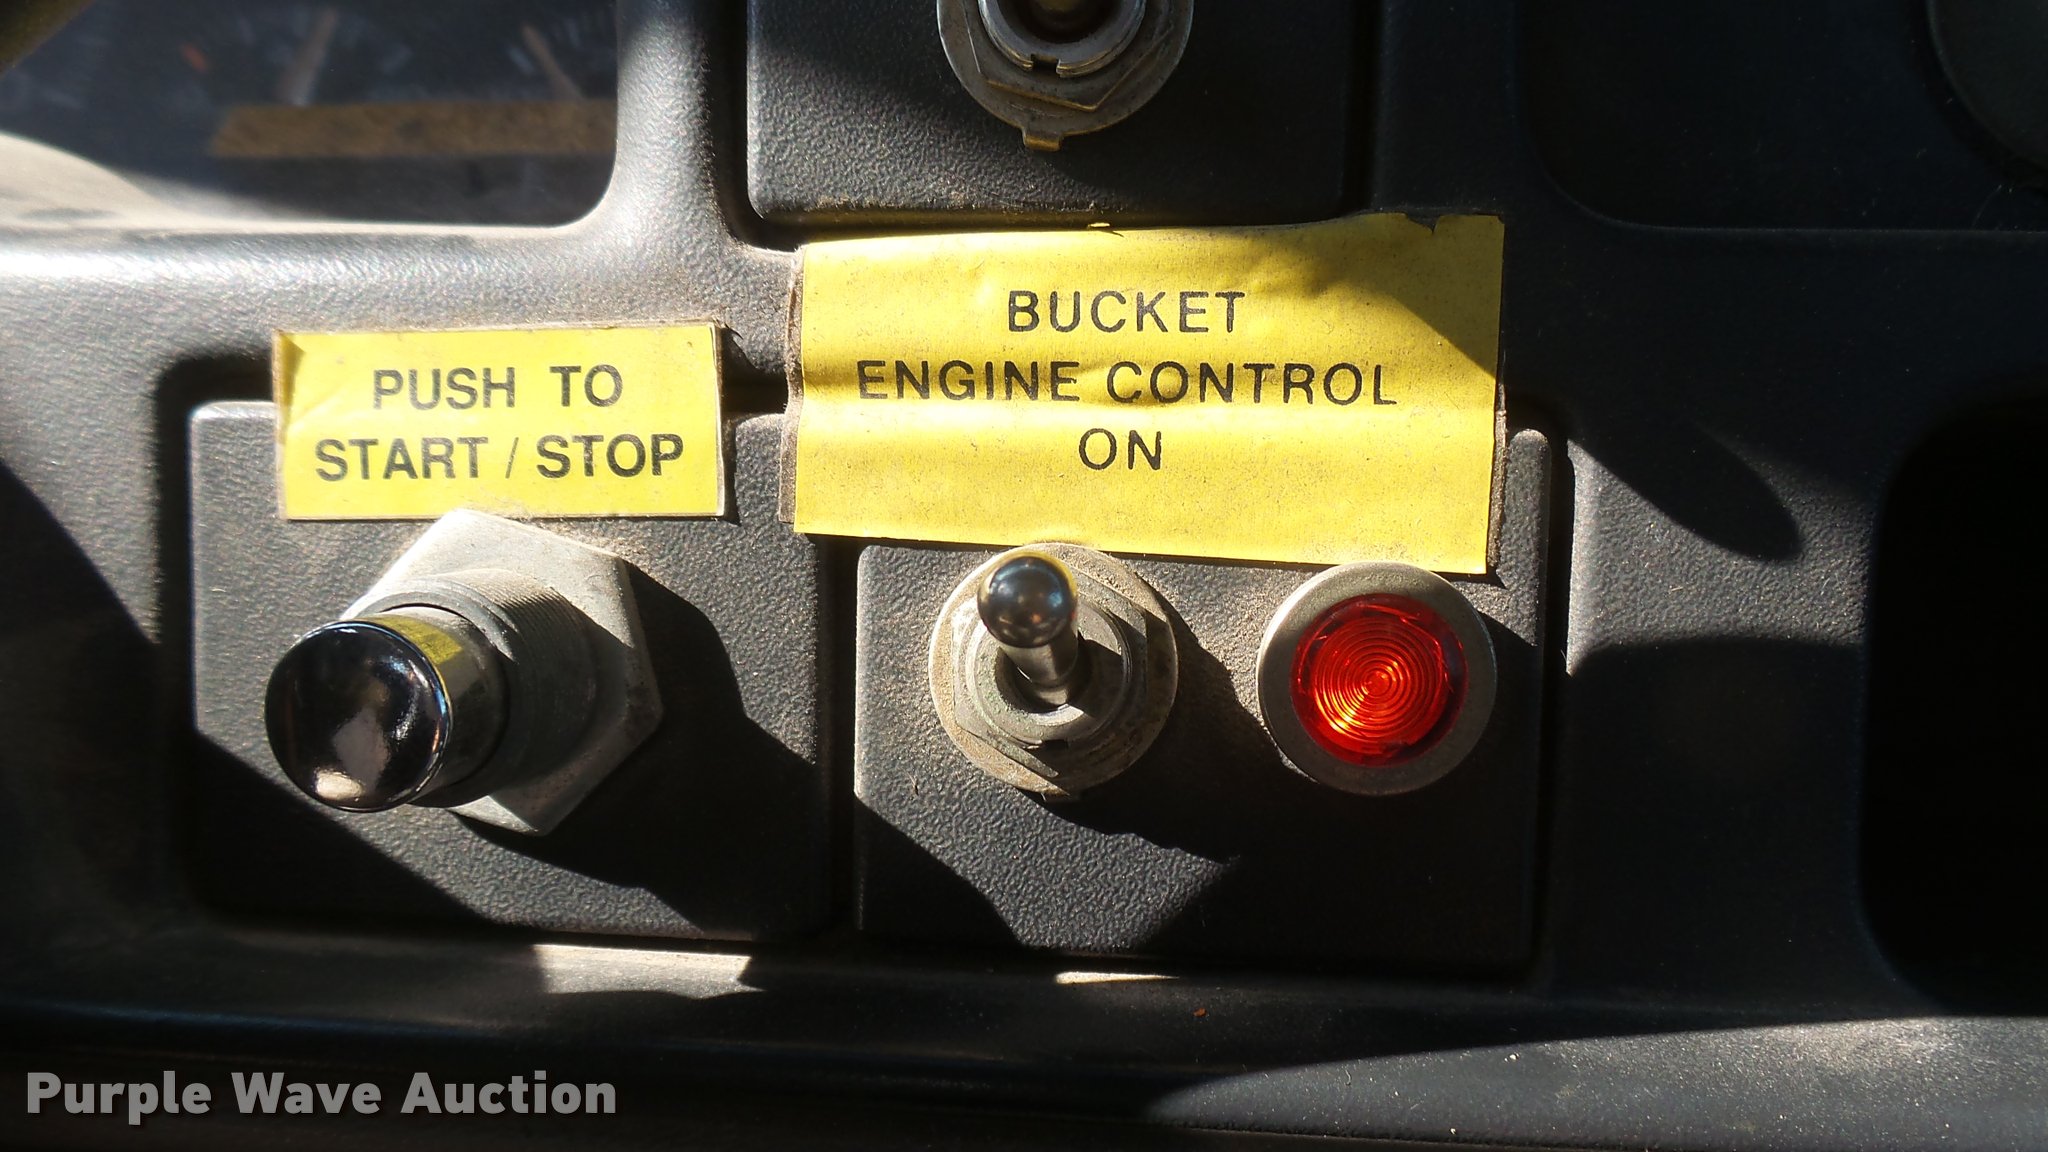 PUSH TO
START / STOP
BUCKET
ENGINE CONTROL
ON
Purple Wave Auction